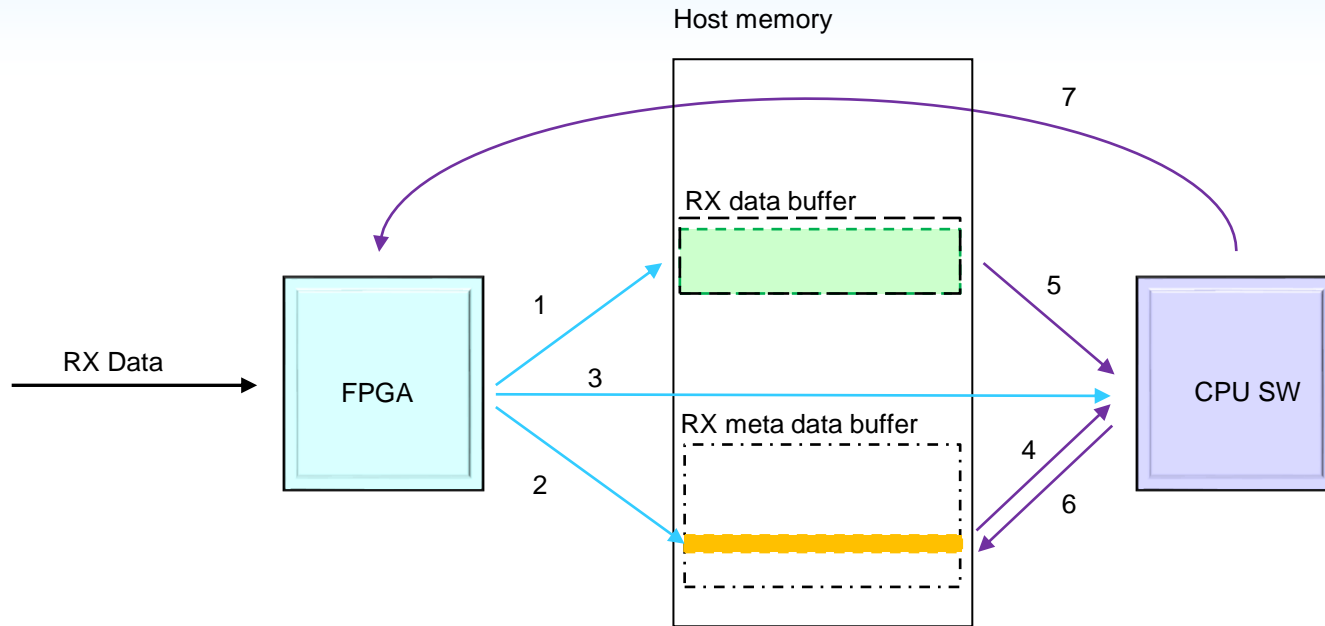 Host memory
7
RX data buffer
1
5
RX Data
3
FPGA
CPU SW
RX meta data buffer
2
4
6